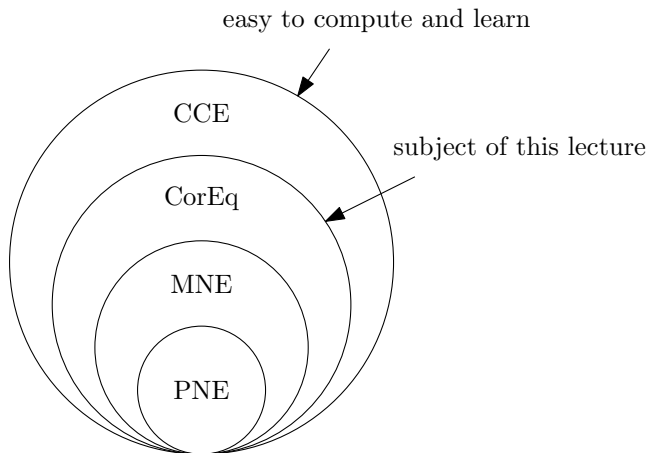 easy to compute and learn
CCE
subject of this lecture
CorEq
MNE
PNE